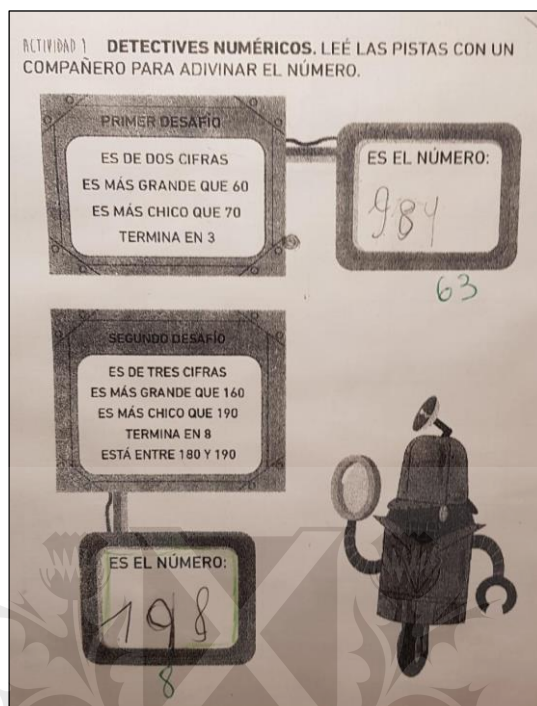 ACTIVIDAD 1 DETECTIVES NUMÉRICOS. LEÉ LAS PISTAS CON UN
COMPAÑERO PARA ADIVINAR EL NÚMERO.
PRIMER DESAFÍO
ES DE DOS CIFRAS
ES MÁS GRANDE QUE 60
ES MÁS CHICO QUE 70
TERMINA EN 3
ES EL NÚMERO:
984
63
SEGUNDO DESAFÍO
ES DE TRES CIFRAS
ES MÁS GRANDE QUE 160
ES MÁS CHICO QUE 190
TERMINA EN 8
ESTÁ ENTRE 180 Y 190
ES EL NÚMERO:
198
8